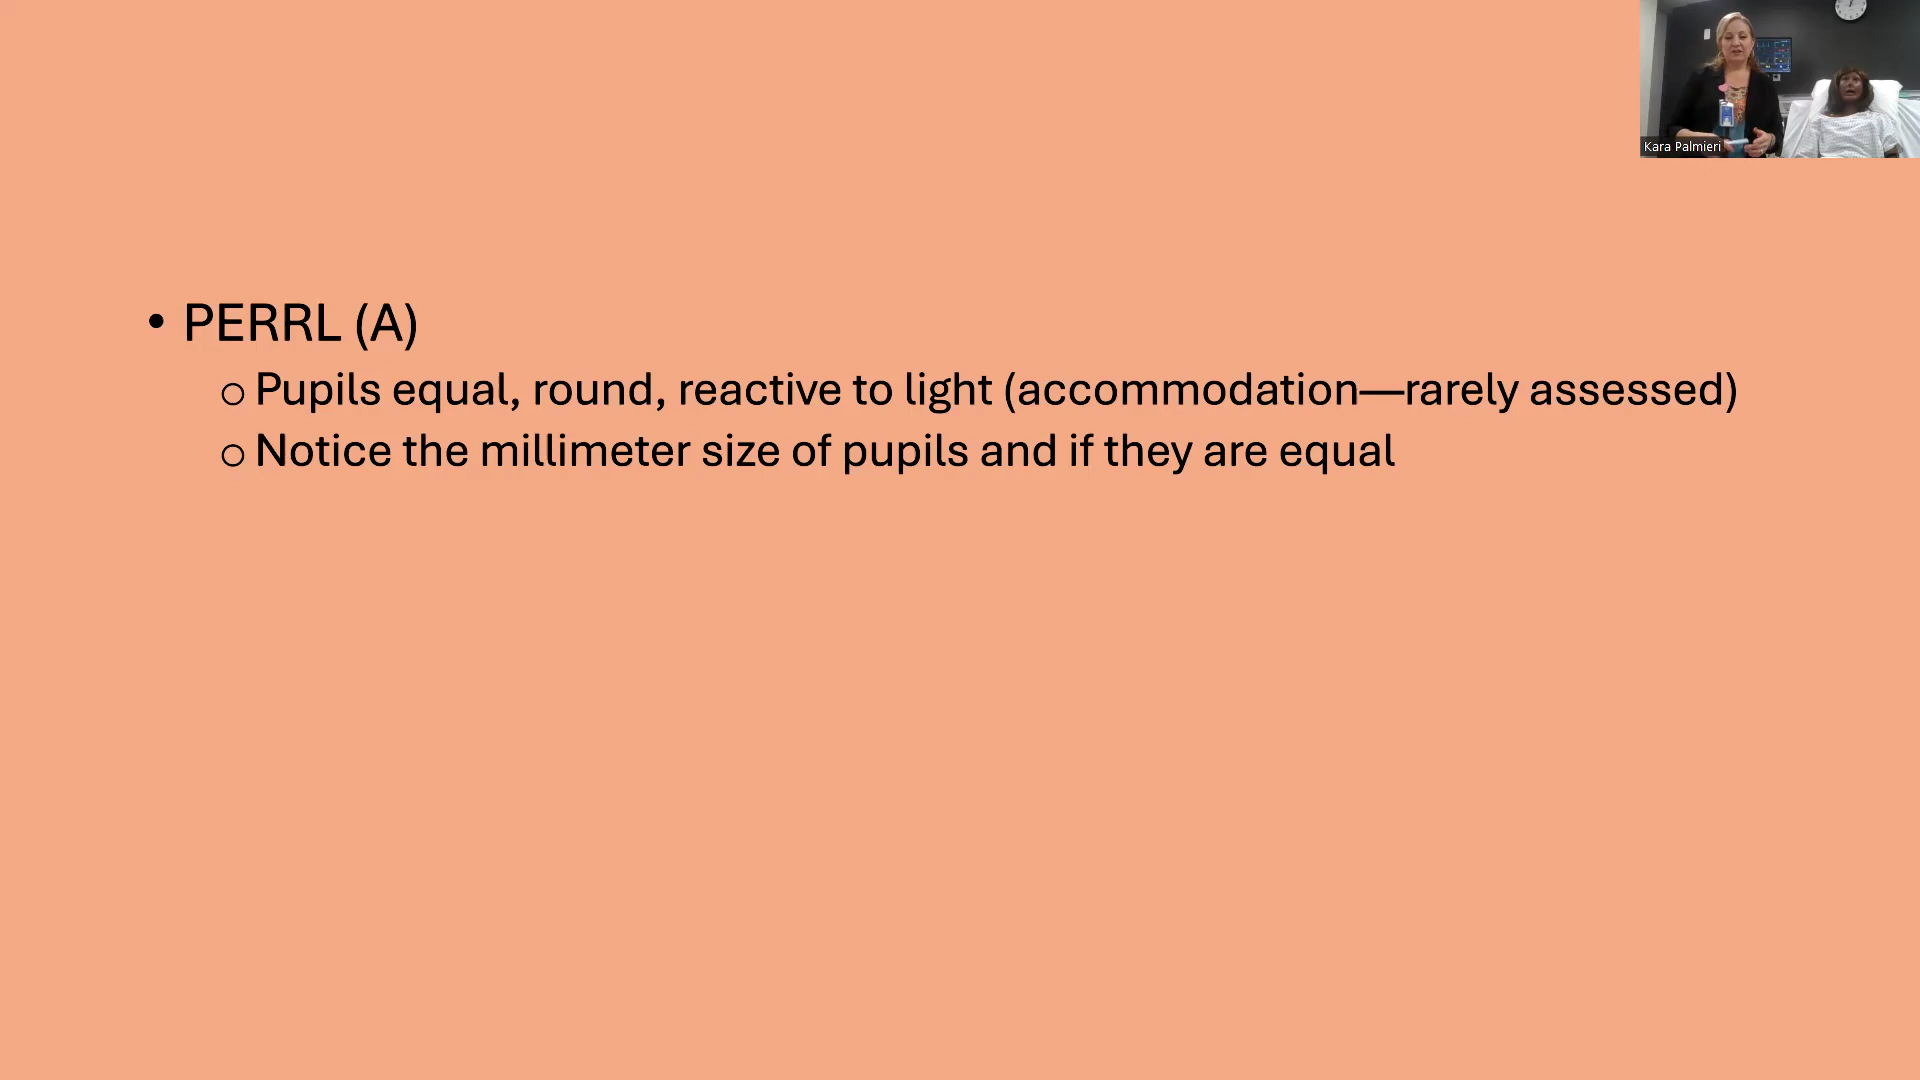 Kara Palmieri
• PERRL (A)
o Pupils equal, round, reactive to light (accommodation—rarely assessed)
o Notice the millimeter size of pupils and if they are equal